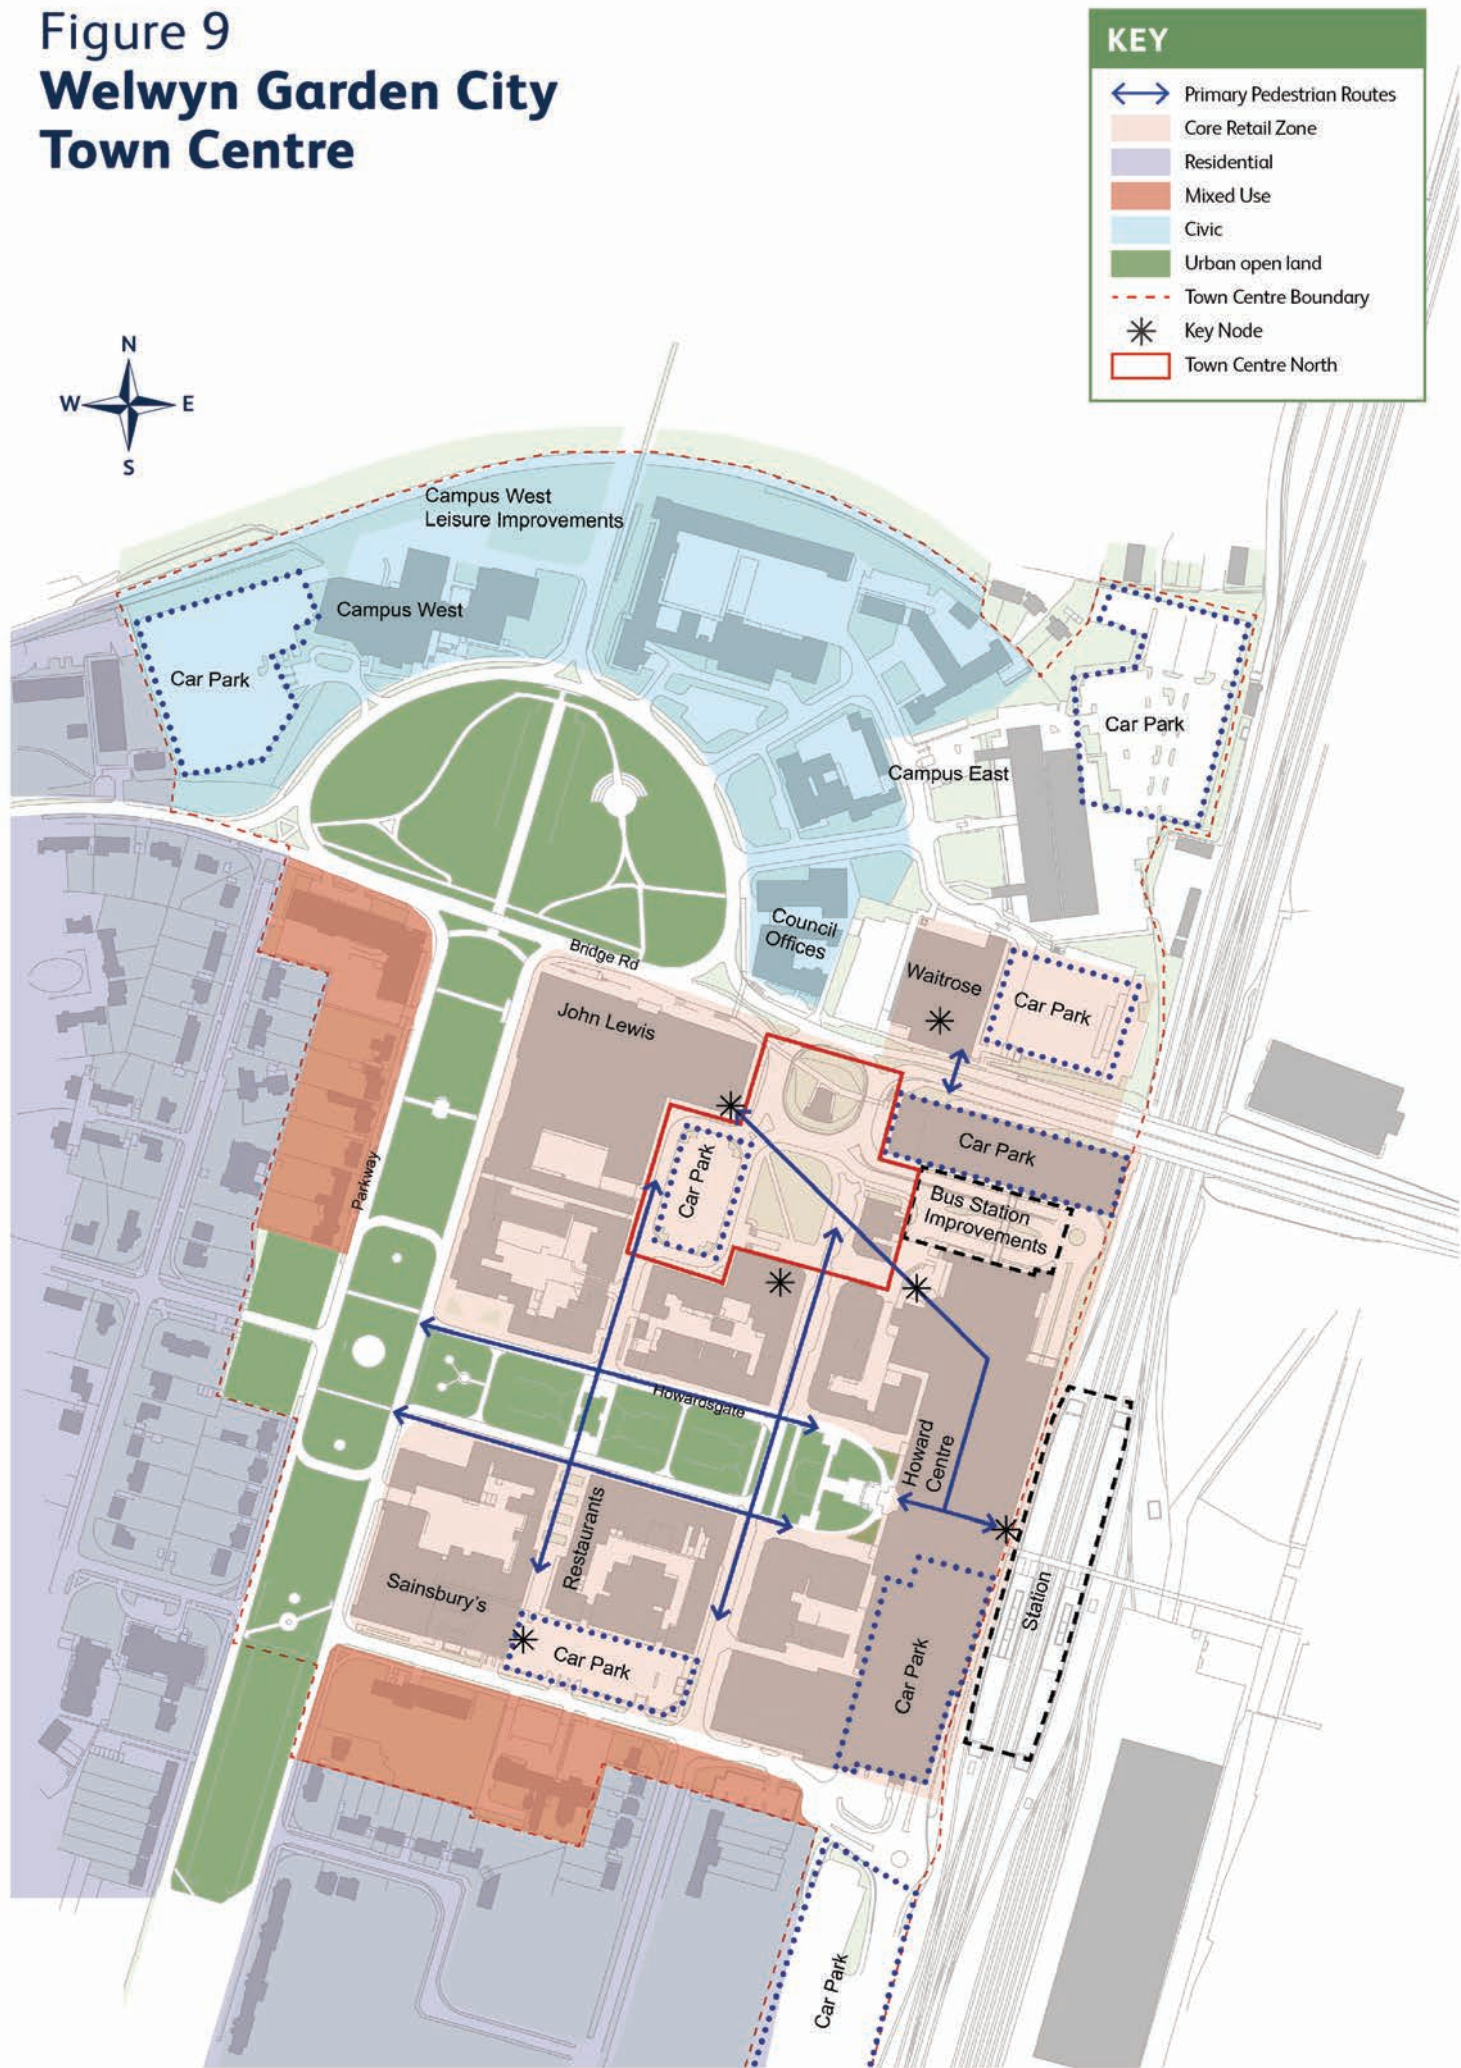 Figure 9
Welwyn Garden City
Town Centre
KEY
Primary Pedestrian Routes
Core Retail Zone
Residential
Mixed Use
Civic
Urban open land
Town Centre Boundary
Key Node
Town Centre North
N
W
E
S
Campus West
Leisure Improvements
Campus West
Car Park
Car Park
Campus East
Council
Offices
Bridge Rd
Waitrose
Car Park
John Lewis
Car Park
Car Park
Parkway
Bus Station
Improvements
Howardsgate
Howard
Centre
Restaurants
Sainsbury's
Station
Car Park
Car Park
Car Park